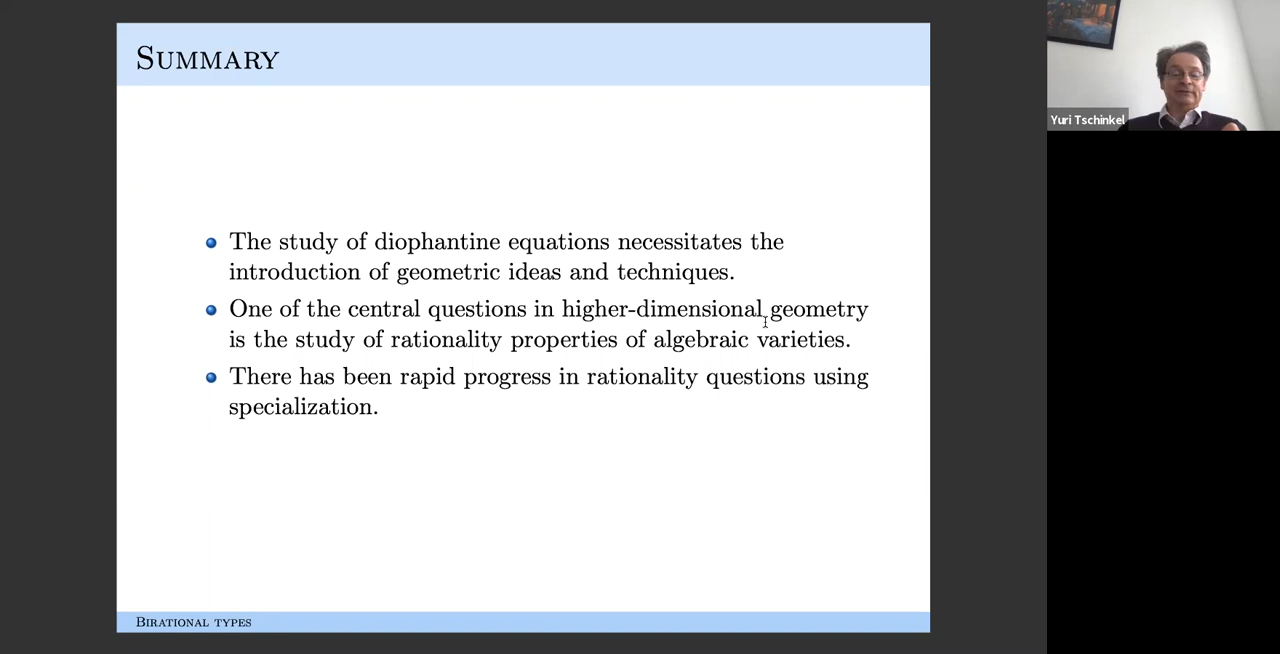 SUMMARY
The study of diophantine equations necessitates the
introduction of geometric ideas and techniques.
One of the central questions in higher-dimensional geometry
is the study of rationality properties of algebraic varieties.
There has been rapid progress in rationality questions using
specialization.
BIRATIONAL TYPES
Yuri Tschinkel